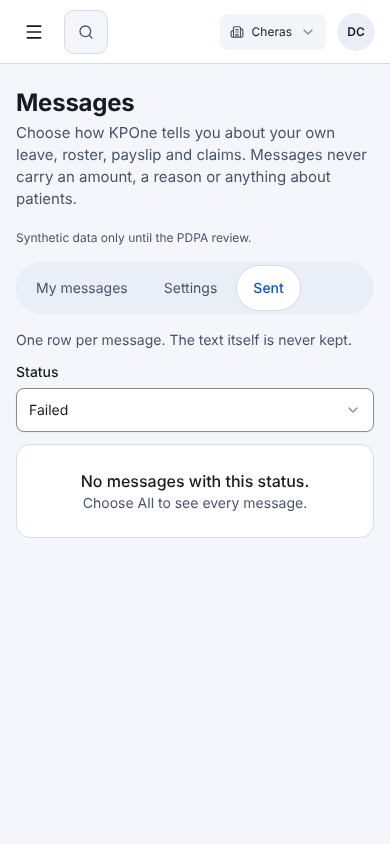 Cheras
DC
Messages
Choose how KPOne tells you about your own
leave, roster, payslip and claims. Messages never
carry an amount, a reason or anything about
patients.
Synthetic data only until the PDPA review.
My messages
Settings
Sent
One row per message. The text itself is never kept.
Status
Failed
No messages with this status.
Choose All to see every message.